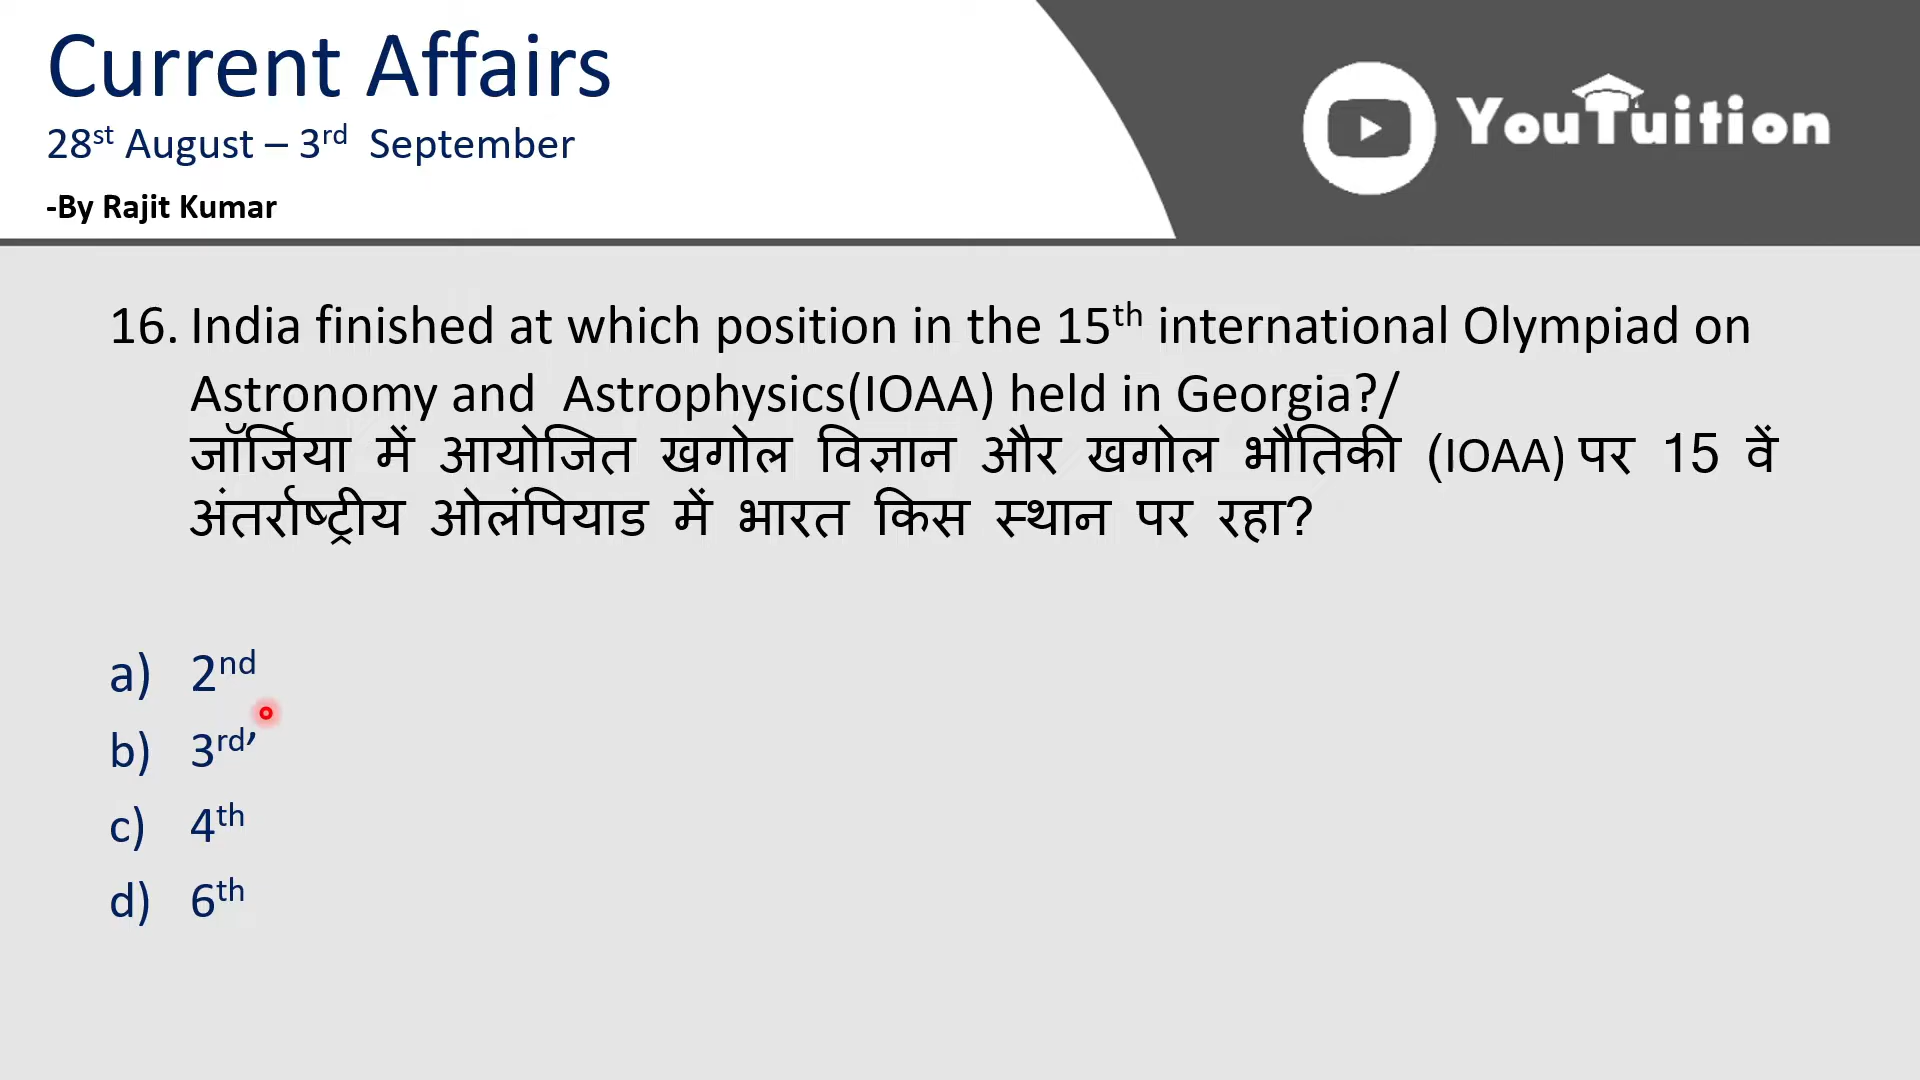 Current Affairs
28st August – 3rd September
-By Rajit Kumar
YouTuition
16. India finished at which position in the 15th international Olympiad on
Astronomy and Astrophysics(IOAA) held in Georgia?/
जॉर्जिया में आयोजित खगोल विज्ञान और खगोल भौतिकी (IOAA) पर 15 वें
अंतर्राष्ट्रीय ओलंपियाड में भारत किस स्थान पर रहा?
a) 2nd
b) 3rd’
c) 4th
d) 6th